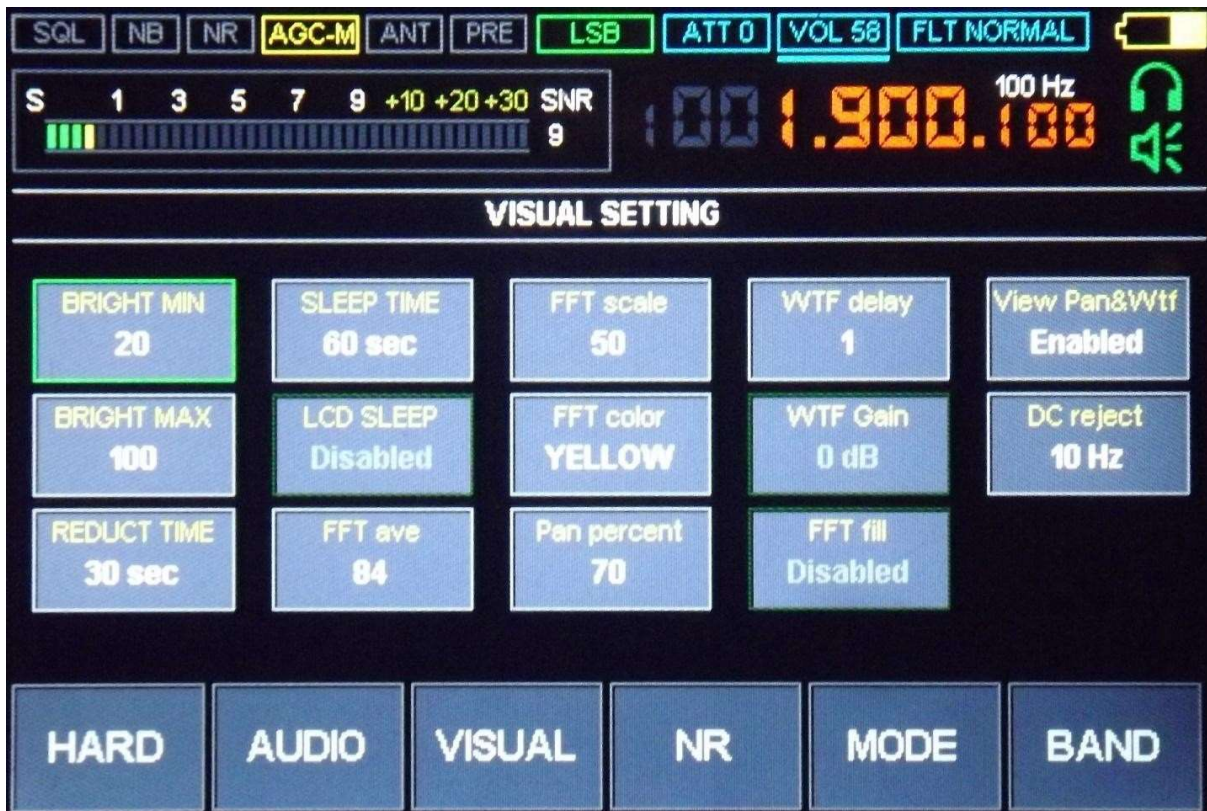 SQL NB NR AGC-M ANT PRE LSB ATT 0 VOL 58 FLT NORMAL
S 1 3 5 7 9 +10 +20 +30 SNR
9
100 Hz
1.900.100
VISUAL SETTING
BRIGHT MIN SLEEP TIME FFT scale WTF delay View Pan&Wtf
20 60 sec 50 1 Enabled
BRIGHT MAX LCD SLEEP FFT color WTF Gain DC reject
100 Disabled YELLOW 0 dB 10 Hz
REDUCT TIME FFT ave Pan percent FFT fill
30 sec 84 70 Disabled
HARD AUDIO VISUAL NR MODE BAND